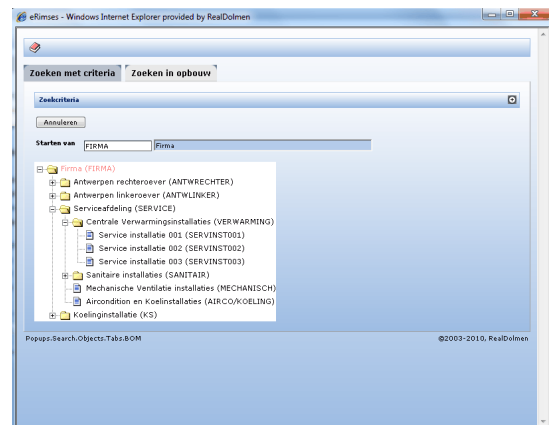 eRimses - Windows Internet Explorer provided by RealDolmen
Zoeken met criteria Zoeken in opbouw
Zoekcriteria
Annuleren
Starten van FIRMA Firma
Firma (FIRMA)
Antwerpen rechteroever (ANTWRECHTER)
Antwerpen linkeroever (ANTWLINKER)
Serviceafdeling (SERVICE)
Centrale Verwarmingsinstallaties (VERWARMING)
Service installatie 001 (SERVINST001)
Service installatie 002 (SERVINST002)
Service installatie 003 (SERVINST003)
Sanitaire installaties (SANITAIR)
Mechanische Ventilatie installaties (MECHANISCH)
Aircondition en Koelinstallaties (AIRCO/KOELING)
Koelinginstallatie (KS)
Popups.Search.Objects.Tabs.BOM ©2003-2010, RealDolmen